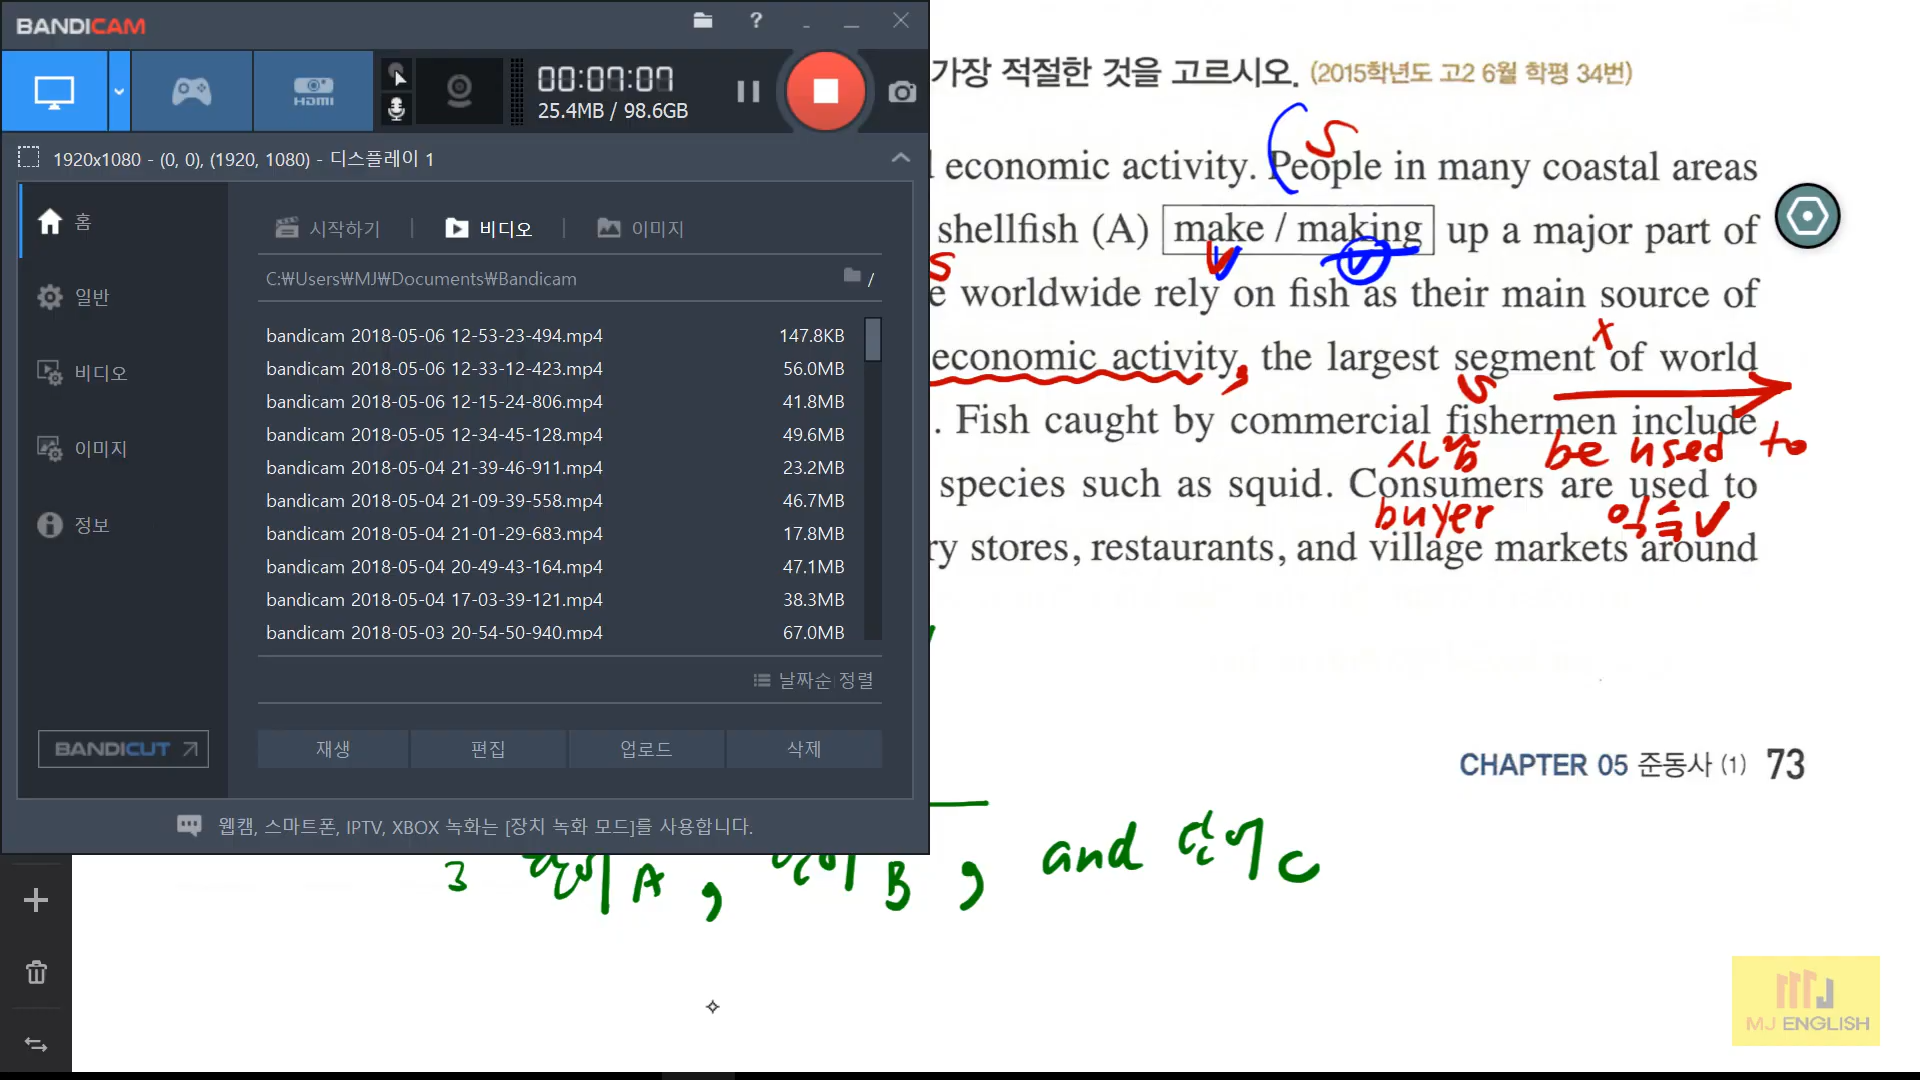 BANDICAM
?
00:07:07
25.4MB / 98.6GB
HDMI
1920x1080 - (0, 0), (1920, 1080) - 디스플레이 1
홈
일반
비디오
이미지
정보
BANDICUT
시작하기
비디오
이미지
C:₩Users₩MJ₩Documents₩Bandicam
/
bandicam 2018-05-06 12-53-23-494.mp4 147.8KB
bandicam 2018-05-06 12-33-12-423.mp4 56.0MB
bandicam 2018-05-06 12-15-24-806.mp4 41.8MB
bandicam 2018-05-05 12-34-45-128.mp4 49.6MB
bandicam 2018-05-04 21-39-46-911.mp4 23.2MB
bandicam 2018-05-04 21-09-39-558.mp4 46.7MB
bandicam 2018-05-04 21-01-29-683.mp4 17.8MB
bandicam 2018-05-04 20-49-43-164.mp4 47.1MB
bandicam 2018-05-04 17-03-39-121.mp4 38.3MB
bandicam 2018-05-03 20-54-50-940.mp4 67.0MB
날짜순 정렬
재생 편집 업로드 삭제
웹캠, 스마트폰, IPTV, XBOX 녹화는 [장치 녹화 모드]를 사용합니다.
가장 적절한 것을 고르시오. (2015학년도 고2 6월 학평 34번)
S
economic activity. People in many coastal areas
shellfish (A) make / making up a major part of
S
worldwide rely on fish as their main source of
x
economic activity, the largest segment of world
S
. Fish caught by commercial fishermen include
be used to
species such as squid. Consumers are used to
buyer 익숙
stores, restaurants, and village markets around
CHAPTER 05 준동사 (1) 73
3 A , B , and 단어 C
MJ ENGLISH